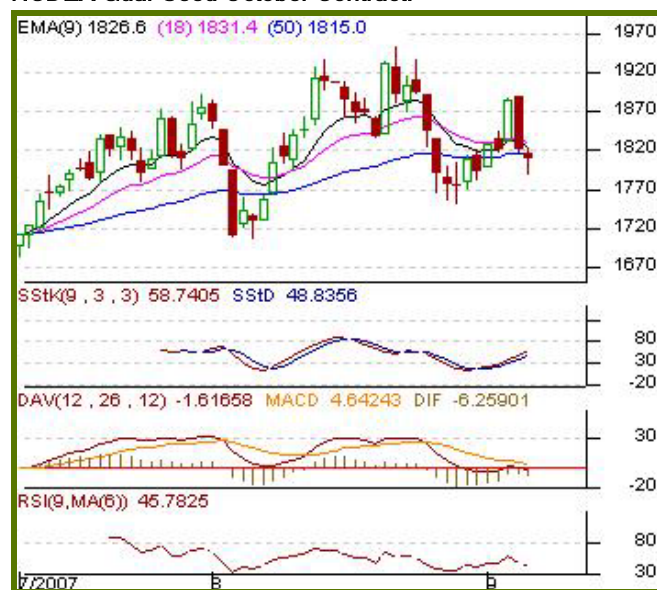 EMA(9) 1826.6 (18) 1831.4 (50) 1815.0
1970
1920
1870
1820
1770
1720
1670
SStK(9 , 3 , 3) 58.7405 SStD 48.8356
80
30
-20
DAV(12 , 26 , 12) -1.61658 MACD 4.64243 DIF -6.25901
30
-20
RSI(9,MA(6)) 45.7825
80
30
7/2007 8 9